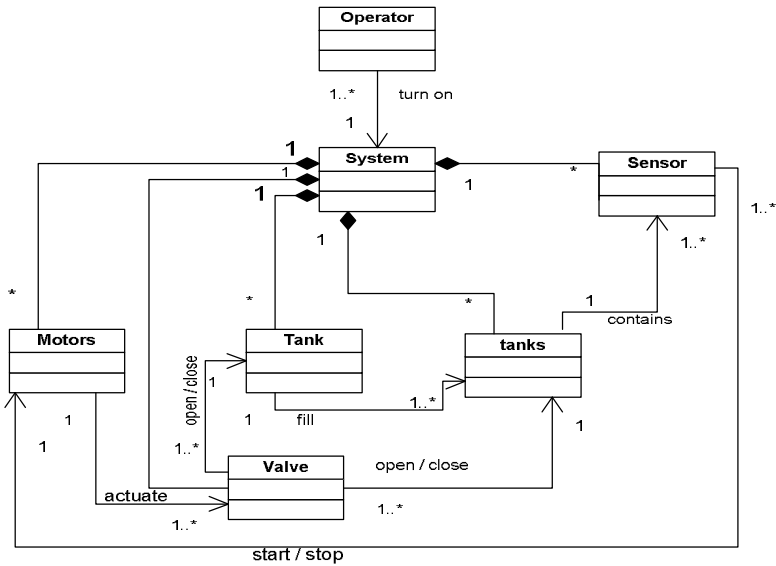 Operator
1..*
turn on
1
System
1
1
1
1
*
Sensor
1..*
1
1..*
*
*
*
1
contains
Motors
Tank
tanks
open / close
1
1..*
1
1
fill
1
1
1..*
Valve
open / close
actuate
1..*
1..*
start / stop